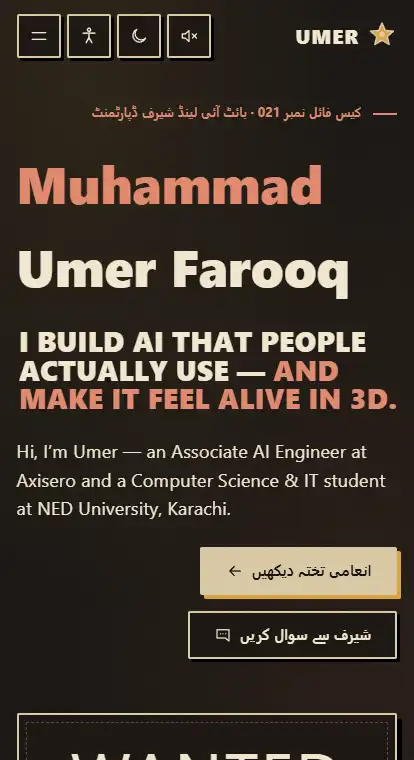 UMER
کیس فائل نمبر 021 · بائٹ آئی لینڈ شیرف ڈپارٹمنٹ
Muhammad
Umer Farooq
I BUILD AI THAT PEOPLE
ACTUALLY USE — AND
MAKE IT FEEL ALIVE IN 3D.
Hi, I’m Umer — an Associate AI Engineer at
Axisero and a Computer Science & IT student
at NED University, Karachi.
انعامی تختہ دیکھیں ←
شیرف سے سوال کریں
WANTED